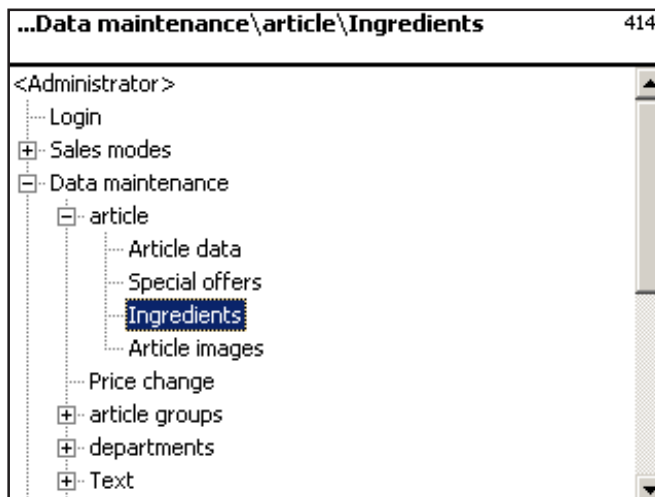 ...Data maintenance\article\Ingredients 414
<Administrator>
Login
Sales modes
Data maintenance
article
Article data
Special offers
Ingredients
Article images
Price change
article groups
departments
Text